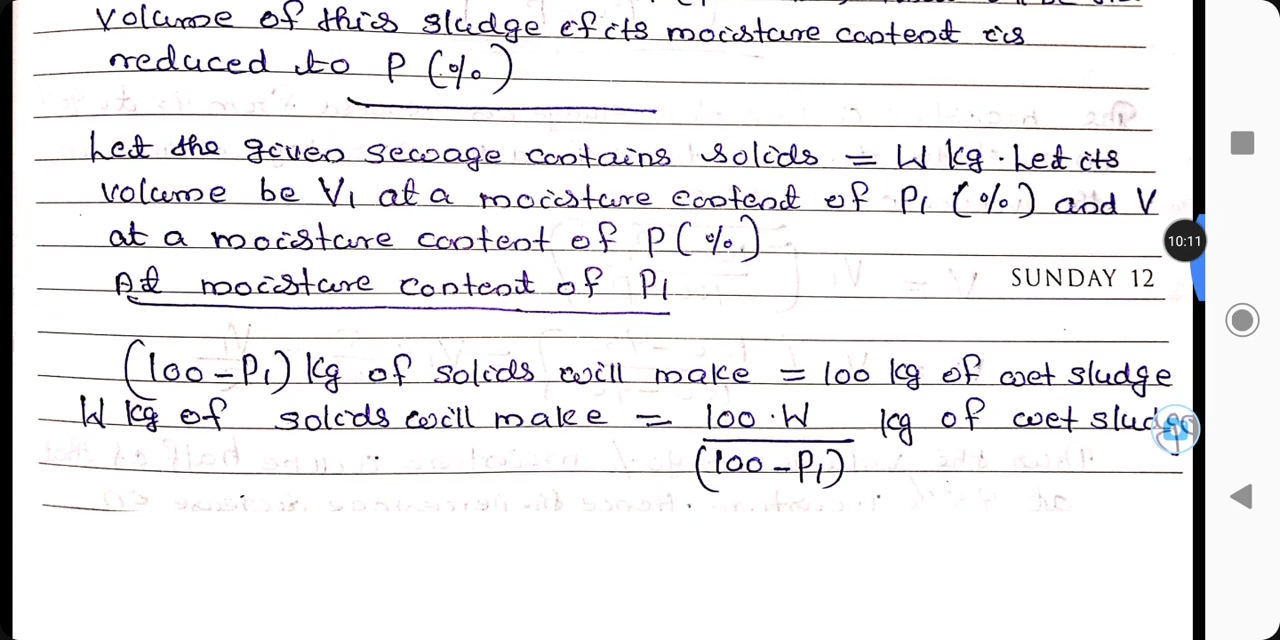 volume of this sludge if its moisture content is
reduced to P (%)
Let the given sewage contains solids = W kg. Let its
volume be V₁ at a moisture content of P₁ (%) and V
at a moisture content of P (%)
At moisture content of P₁
SUNDAY 12
(100-P₁) kg of solids will make = 100 kg of wet sludge
W kg of solids will make = 100·W / (100-P₁) kg of wet sludge
10:11